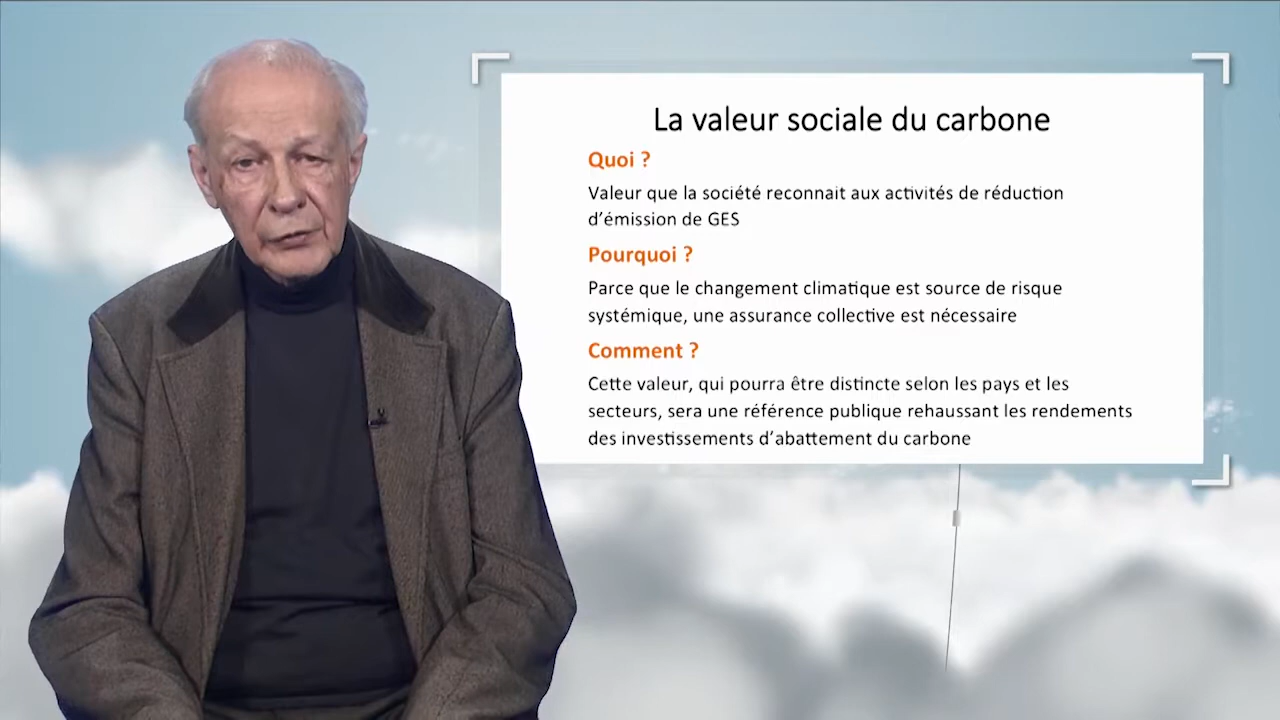 La valeur sociale du carbone
Quoi ?
Valeur que la société reconnait aux activités de réduction
d’émission de GES
Pourquoi ?
Parce que le changement climatique est source de risque
systémique, une assurance collective est nécessaire
Comment ?
Cette valeur, qui pourra être distincte selon les pays et les
secteurs, sera une référence publique rehaussant les rendements
des investissements d’abattement du carbone